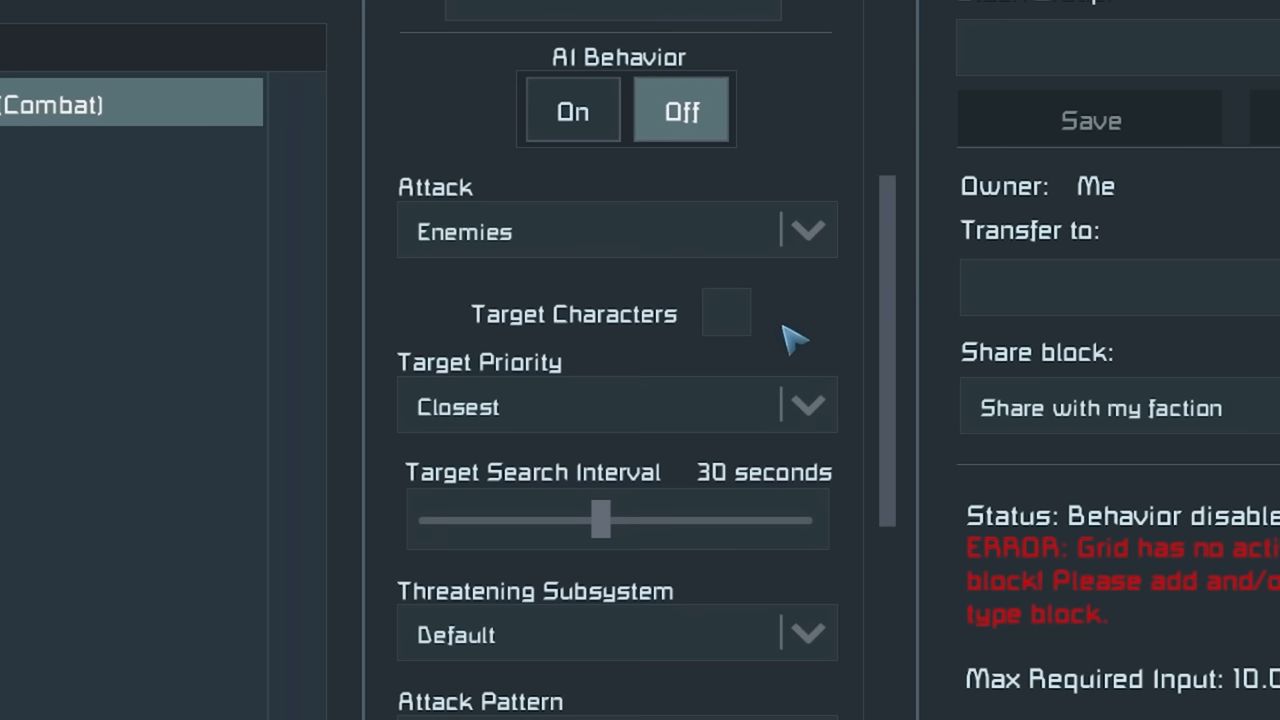 (Combat)
AI Behavior
On Off
Attack
Enemies
Target Characters
Target Priority
Closest
Target Search Interval 30 seconds
Threatening Subsystem
Default
Attack Pattern
Save
Owner: Me
Transfer to:
Share block:
Share with my faction
Status: Behavior disable
ERROR: Grid has no acti
block! Please add and/o
type block.
Max Required Input: 10.0